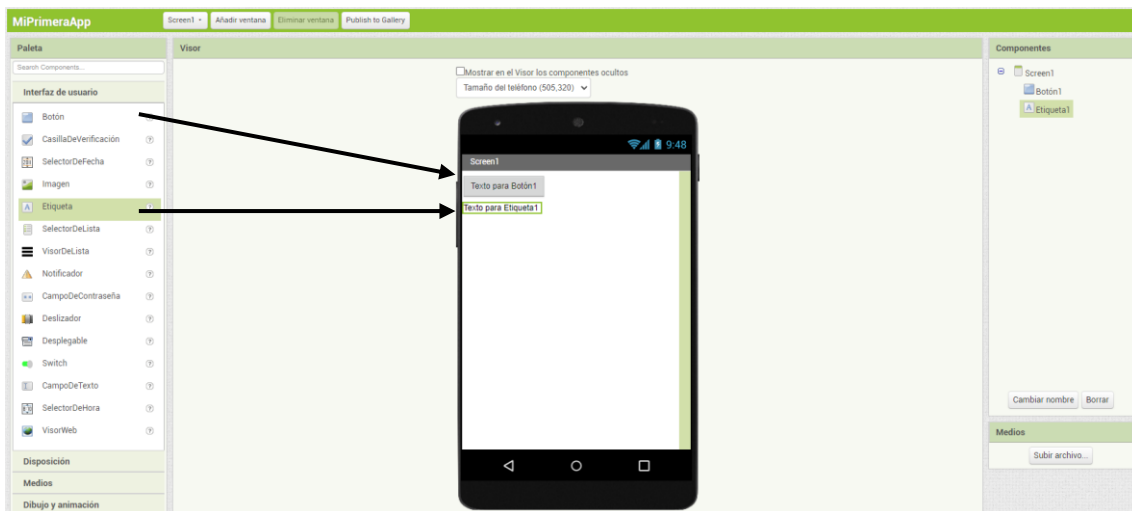 MiPrimeraApp
Screen1
Añadir ventana
Eliminar ventana
Publish to Gallery
Paleta
Search Components...
Interfaz de usuario
Botón
CasillaDeVerificación
SelectorDeFecha
Imagen
Etiqueta
SelectorDeLista
VisorDeLista
Notificador
CampoDeContraseña
Deslizador
Desplegable
Switch
CampoDeTexto
SelectorDeHora
VisorWeb
Disposición
Medios
Dibujo y animación
Visor
Mostrar en el Visor los componentes ocultos
Tamaño del teléfono (505,320)
9:48
Screen1
Texto para Botón1
Texto para Etiqueta1
Componentes
Screen1
Botón1
Etiqueta1
Cambiar nombre
Borrar
Medios
Subir archivo...